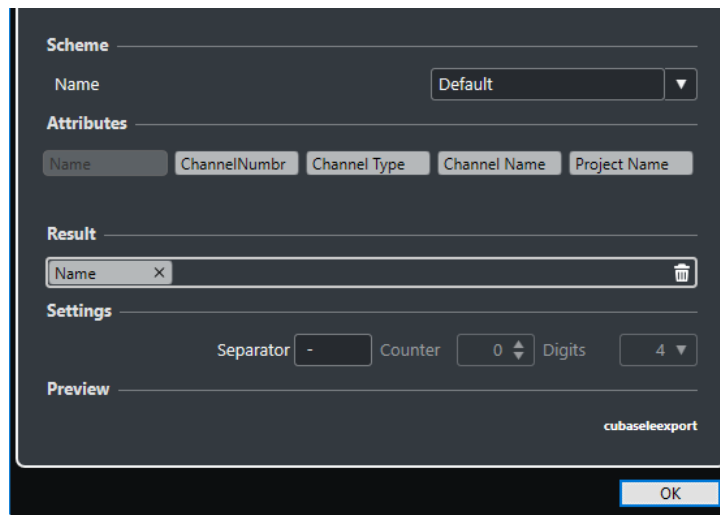 Scheme
Name Default
Attributes
Name ChannelNumbr Channel Type Channel Name Project Name
Result
Name ×
Settings
Separator - Counter 0 Digits 4
Preview
cubaseleexport
OK